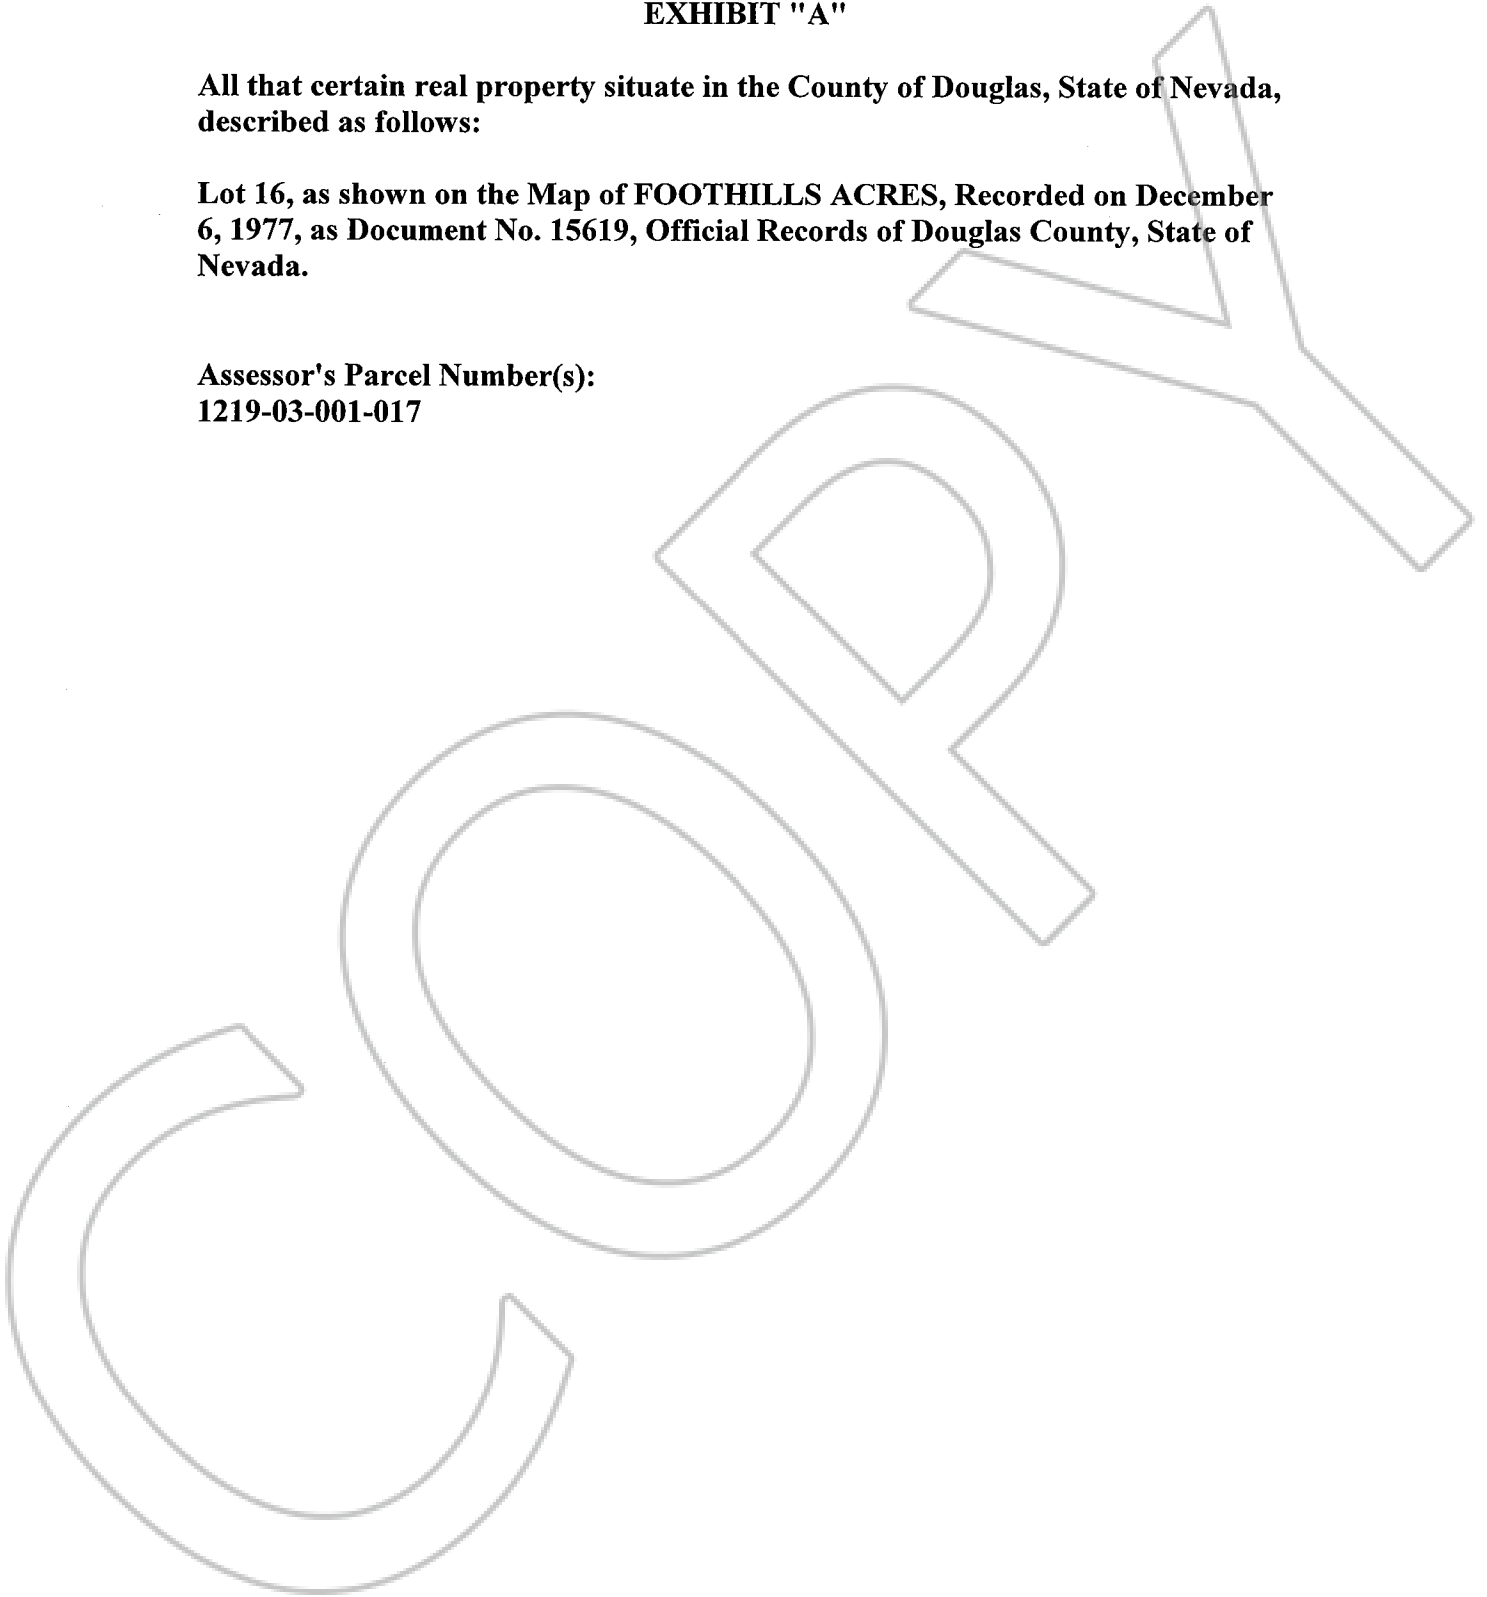 EXHIBIT "A"
All that certain real property situate in the County of Douglas, State of Nevada,
described as follows:
Lot 16, as shown on the Map of FOOTHILLS ACRES, Recorded on December
6, 1977, as Document No. 15619, Official Records of Douglas County, State of
Nevada.
Assessor's Parcel Number(s):
1219-03-001-017
COPY